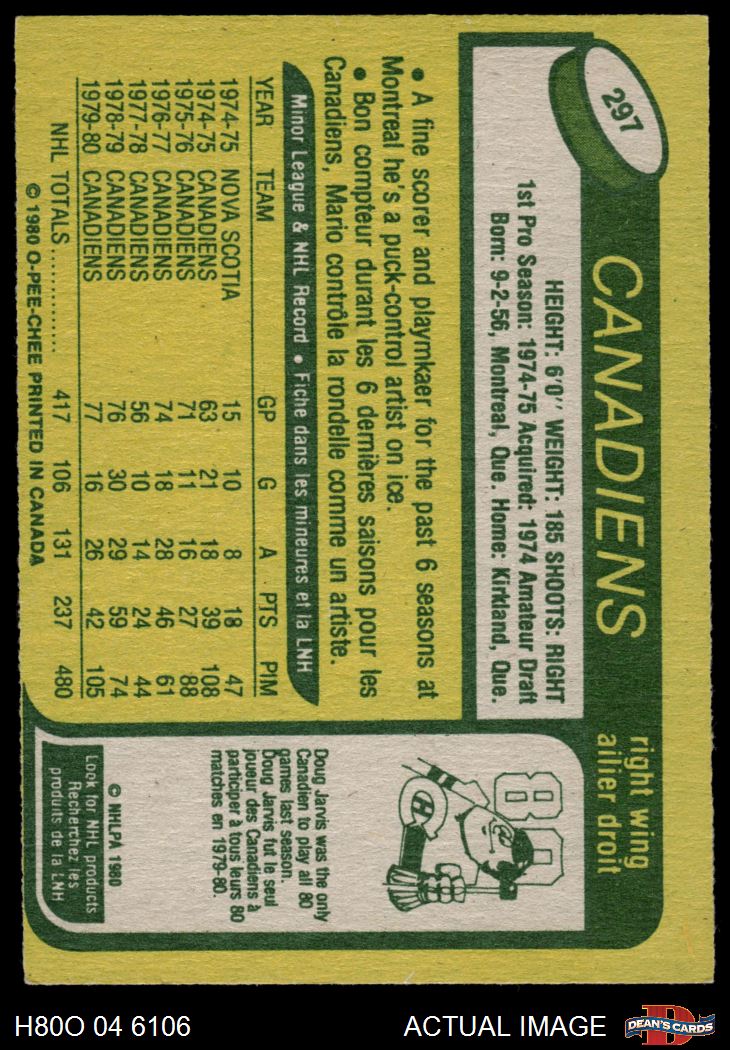 297
CANADIENS
right wing
ailier droit
HEIGHT: 6'0'' WEIGHT: 185 SHOOTS: RIGHT
1st Pro Season: 1974-75 Acquired: 1974 Amateur Draft
Born: 9-2-56, Montreal, Que. Home: Kirkland, Que.
• A fine scorer and playmkaer for the past 6 seasons at
Montreal he's a puck-control artist on ice.
• Bon compteur durant les 6 dernières saisons pour les
Canadiens, Mario contrôle la rondelle comme un artiste.
Minor League & NHL Record • Fiche dans les mineures et la LNH
YEAR TEAM GP G A PTS PIM
1974-75 NOVA SCOTIA 15 10 8 18 47
1974-75 CANADIENS 63 21 18 39 108
1975-76 CANADIENS 71 11 16 27 88
1976-77 CANADIENS 74 18 28 46 61
1977-78 CANADIENS 56 10 14 24 44
1978-79 CANADIENS 76 30 29 59 74
1979-80 CANADIENS 77 16 26 42 105
NHL TOTALS............. 417 106 131 237 480
© 1980 O-PEE-CHEE PRINTED IN CANADA
80
CH
Doug Jarvis was the only
Canadien to play all 80
games last season.
Doug Jarvis fut le seul
joueur des Canadiens à
participer à tous leurs 80
matches en 1979-80.
© NHLPA 1980
Look for NHL products
Recherchez les
produits de la LNH
H80O 04 6106
ACTUAL IMAGE
D
DEAN'S CARDS